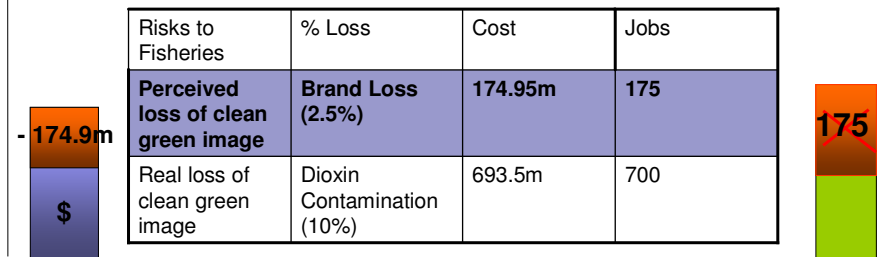 Risks to
Fisheries
% Loss
Cost
Jobs
Perceived
loss of clean
green image
Brand Loss
(2.5%)
174.95m
175
Real loss of
clean green
image
Dioxin
Contamination
(10%)
693.5m
700
- 174.9m
$
175